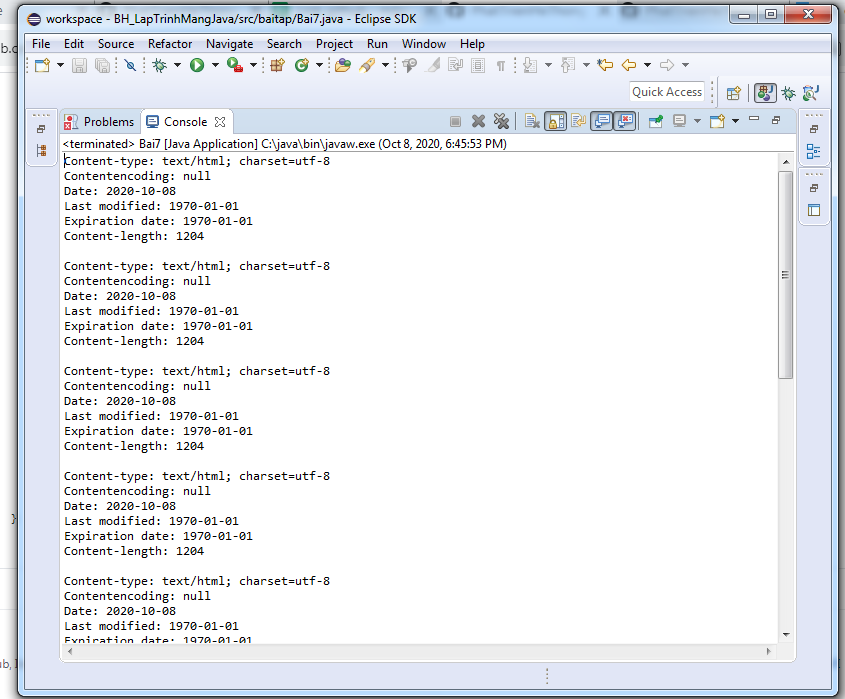 workspace - BH_LapTrinhMangJava/src/baitap/Bai7.java - Eclipse SDK
File Edit Source Refactor Navigate Search Project Run Window Help
Quick Access
Problems Console
<terminated> Bai7 [Java Application] C:\java\bin\javaw.exe (Oct 8, 2020, 6:45:53 PM)
Content-type: text/html; charset=utf-8
Contentencoding: null
Date: 2020-10-08
Last modified: 1970-01-01
Expiration date: 1970-01-01
Content-length: 1204
Content-type: text/html; charset=utf-8
Contentencoding: null
Date: 2020-10-08
Last modified: 1970-01-01
Expiration date: 1970-01-01
Content-length: 1204
Content-type: text/html; charset=utf-8
Contentencoding: null
Date: 2020-10-08
Last modified: 1970-01-01
Expiration date: 1970-01-01
Content-length: 1204
Content-type: text/html; charset=utf-8
Contentencoding: null
Date: 2020-10-08
Last modified: 1970-01-01
Expiration date: 1970-01-01
Content-length: 1204
Content-type: text/html; charset=utf-8
Contentencoding: null
Date: 2020-10-08
Last modified: 1970-01-01
Expiration date: 1970-01-01